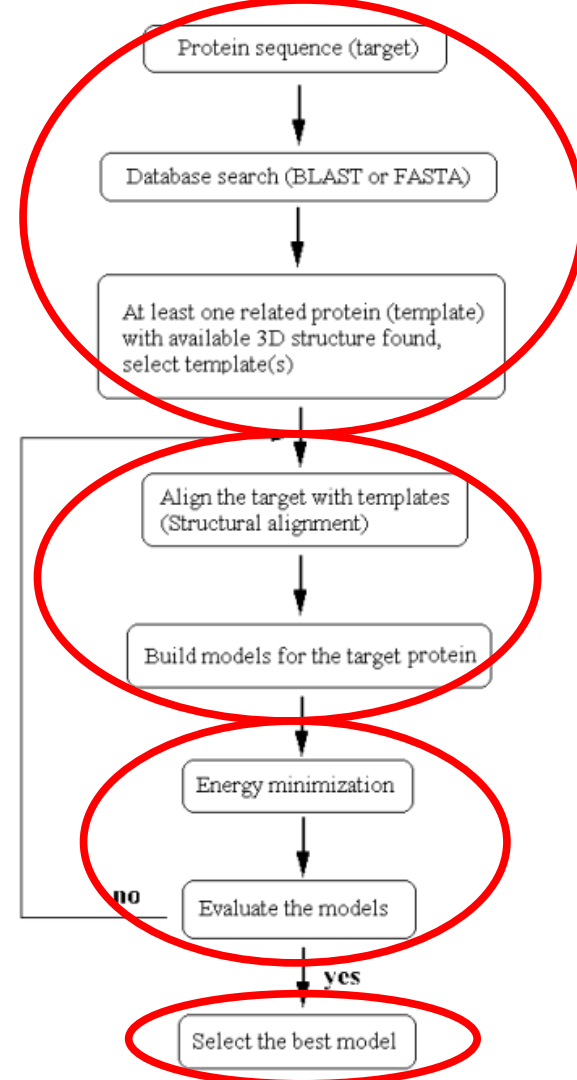 Protein sequence (target)
Database search (BLAST or FASTA)
At least one related protein (template)
with available 3D structure found,
select template(s)
Align the target with templates
(Structural alignment)
Build models for the target protein
Energy minimization
no
Evaluate the models
yes
Select the best model